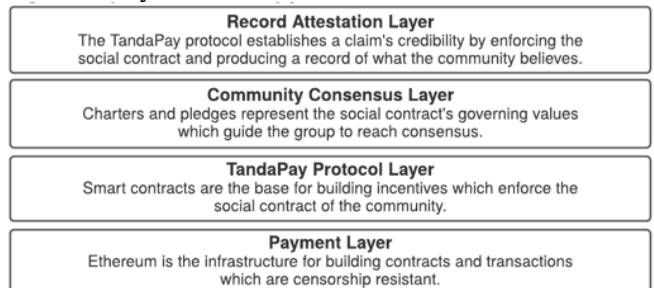 Record Attestation Layer
The TandaPay protocol establishes a claim's credibility by enforcing the
social contract and producing a record of what the community believes.
Community Consensus Layer
Charters and pledges represent the social contract's governing values
which guide the group to reach consensus.
TandaPay Protocol Layer
Smart contracts are the base for building incentives which enforce the
social contract of the community.
Payment Layer
Ethereum is the infrastructure for building contracts and transactions
which are censorship resistant.